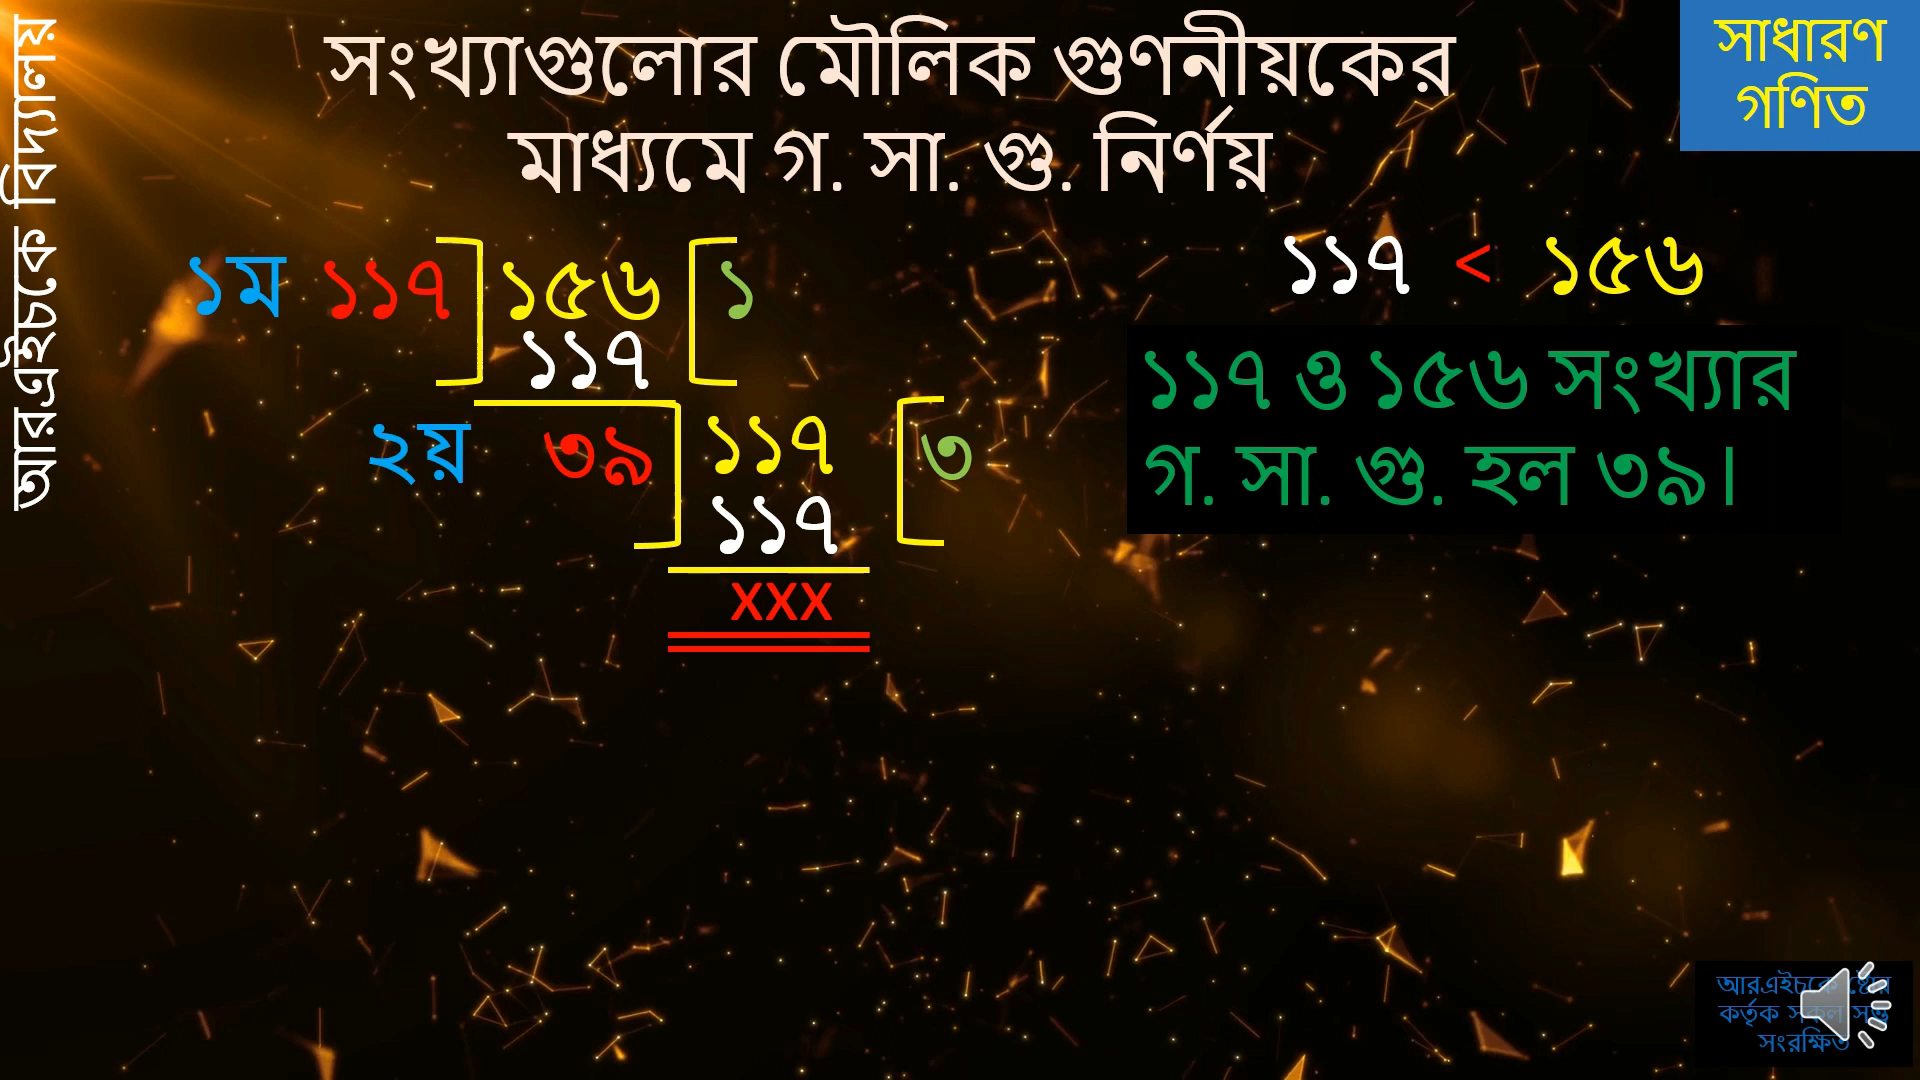 সংখ্যাগুলোর মৌলিক গুণনীয়কের
মাধ্যমে গ. সা. গু. নির্ণয়
সাধারণ
গণিত
আরএইচকে বিদ্যালয়
১ম ১১৭ ১৫৬ ১
১১৭
২য় ৩৯ ১১৭ ৩
১১৭
xxx
১১৭ < ১৫৬
১১৭ ও ১৫৬ সংখ্যার
গ. সা. গু. হল ৩৯।
আরএইচকে
কর্তৃক সকল
সংরক্ষিত